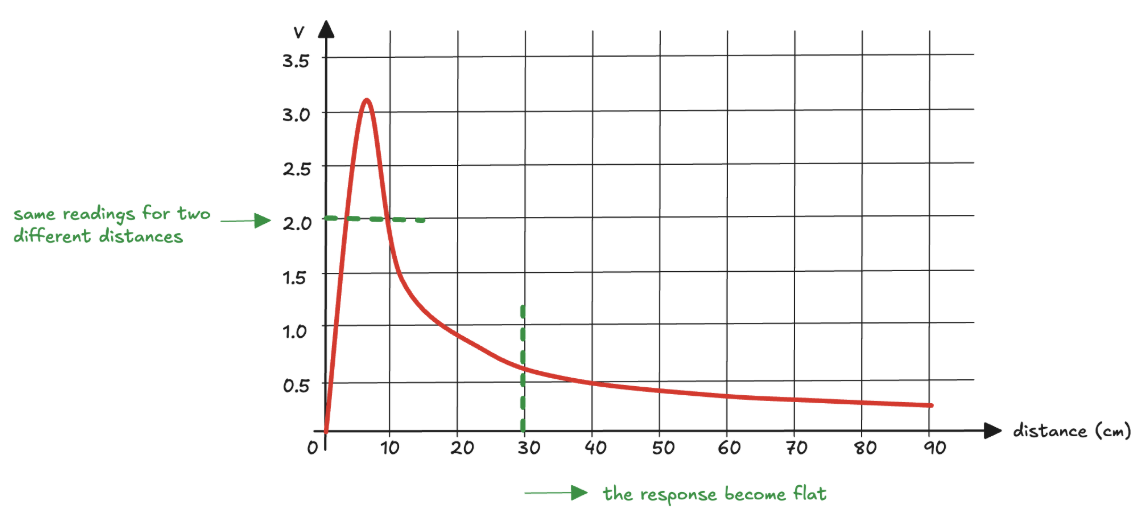 V
3.5
3.0
2.5
same readings for two
different distances
2.0
1.5
1.0
0.5
0 10 20 30 40 50 60 70 80 90
distance (cm)
the response become flat